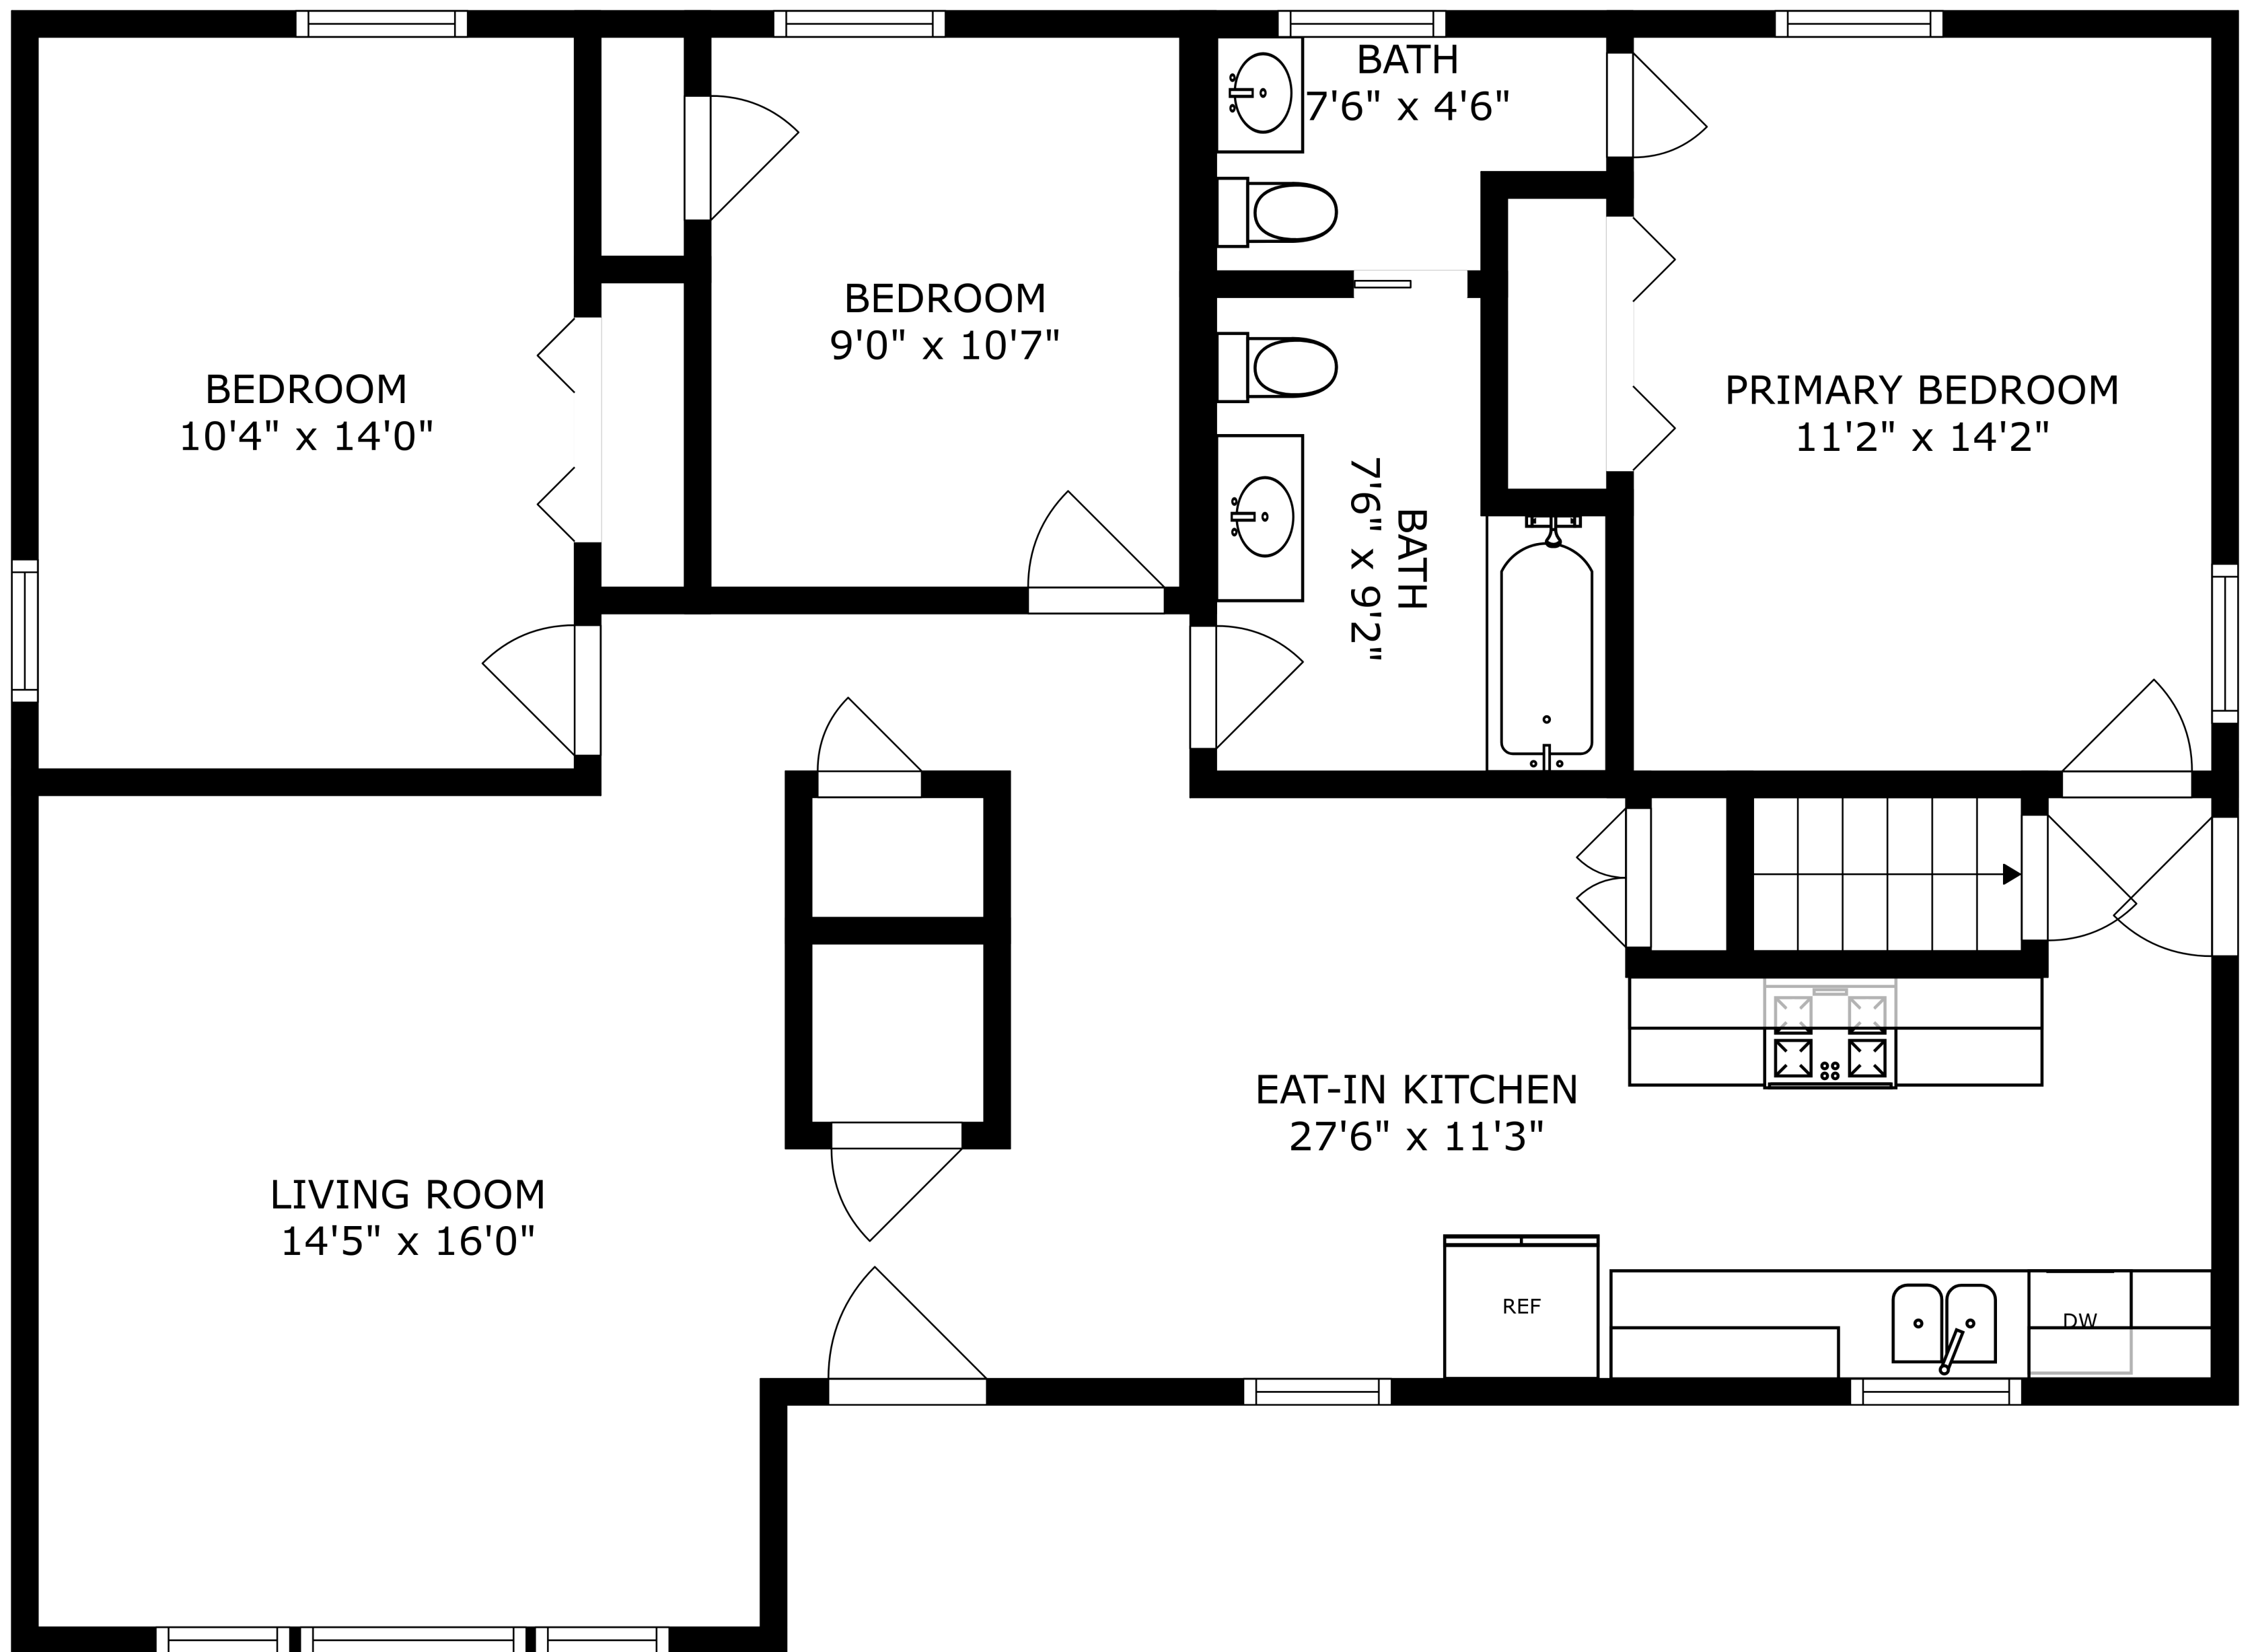 BATH
7'6" x 4'6"
BEDROOM
9'0" x 10'7"
BEDROOM
10'4" x 14'0"
PRIMARY BEDROOM
11'2" x 14'2"
BATH
7'6" x 9'2"
EAT-IN KITCHEN
27'6" x 11'3"
LIVING ROOM
14'5" x 16'0"
REF
DW